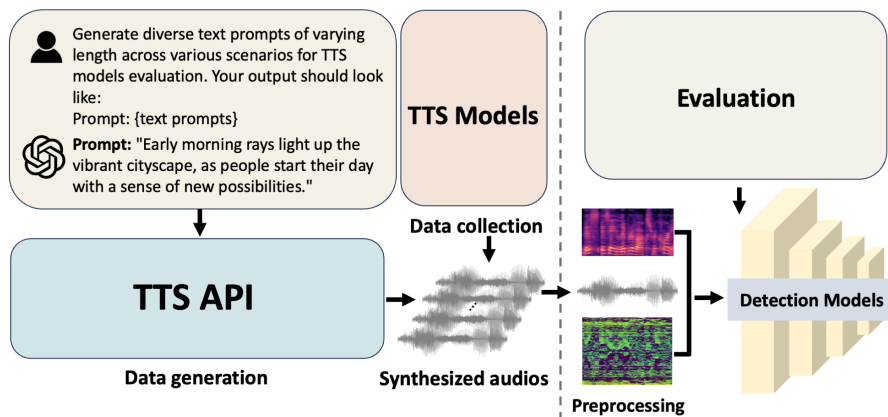 Generate diverse text prompts of varying
length across various scenarios for TTS
models evaluation. Your output should look
like:
Prompt: {text prompts}
Prompt: "Early morning rays light up the
vibrant cityscape, as people start their day
with a sense of new possibilities."
TTS Models
Evaluation
Data collection
TTS API
Detection Models
Data generation
Synthesized audios
Preprocessing